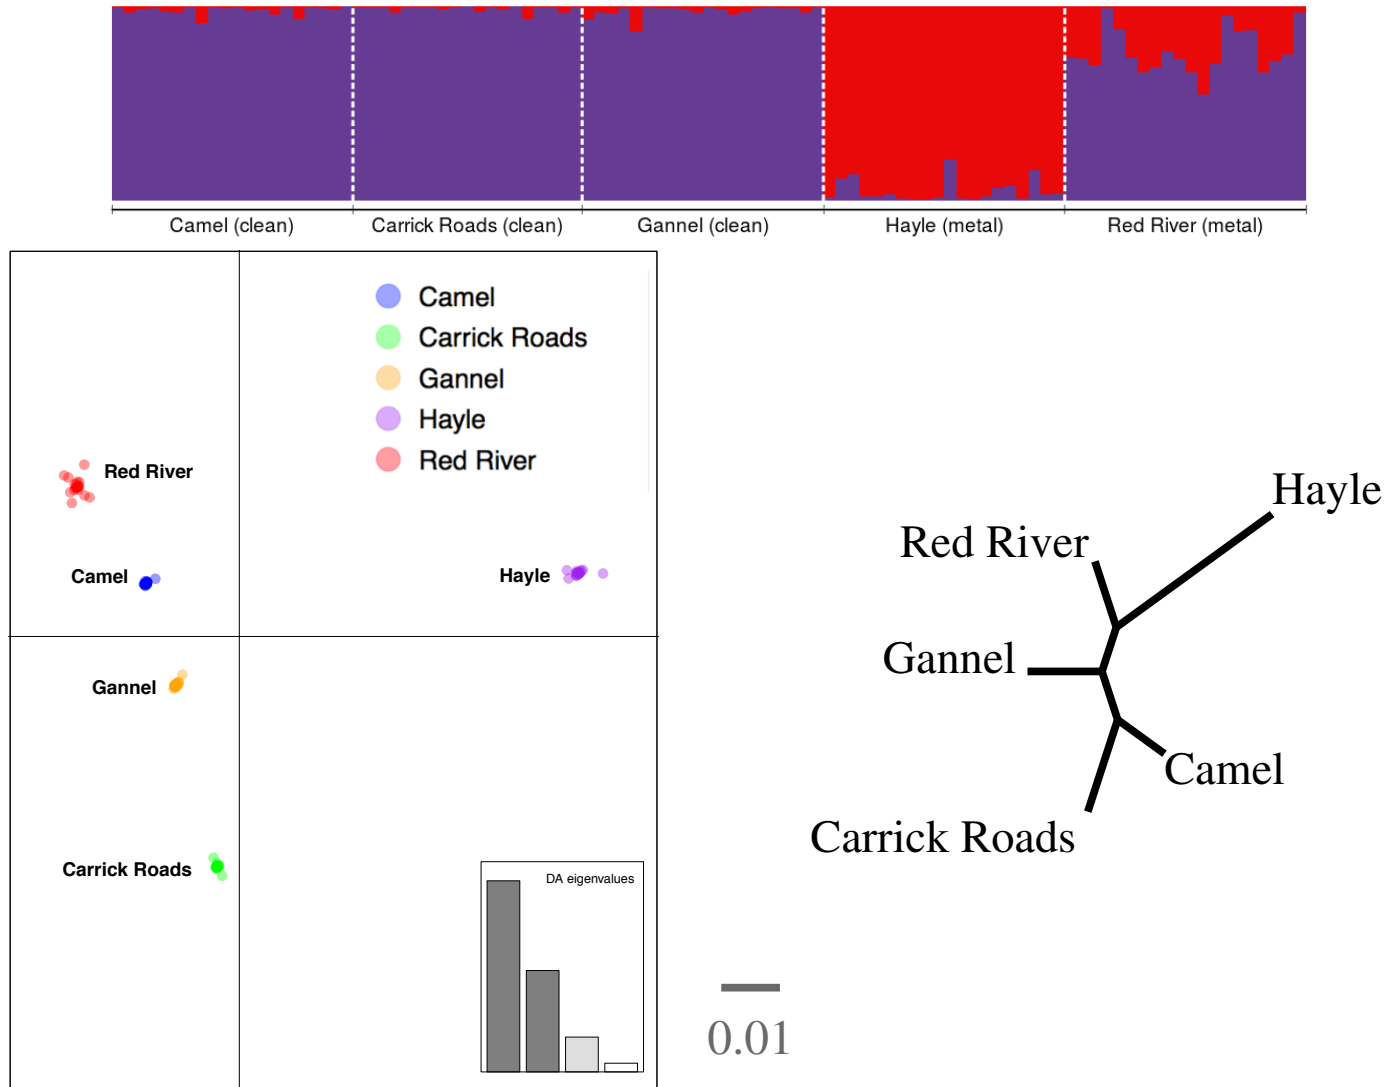 Camel (clean)
Carrick Roads (clean)
Gannel (clean)
Hayle (metal)
Red River (metal)
Camel
Carrick Roads
Gannel
Hayle
Red River
Red River
Camel
Hayle
Gannel
Carrick Roads
DA eigenvalues
Hayle
Red River
Gannel
Camel
Carrick Roads
0.01